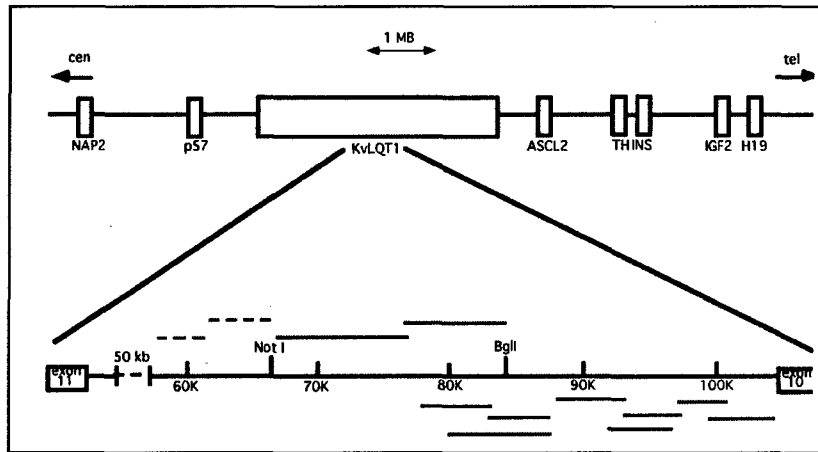 1 MB
cen
tel
NAP2
p57
KvLQT1
ASCL2
TH INS
IGF2
H19
50 kb
Not I
BglI
exon 11
60K
70K
80K
90K
100K
exon 10